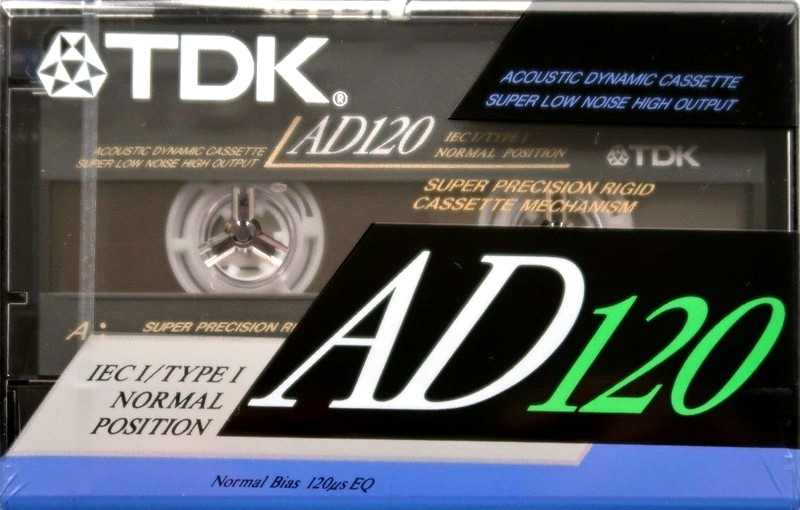 TDK®
ACOUSTIC DYNAMIC CASSETTE
SUPER LOW NOISE HIGH OUTPUT
ACOUSTIC DYNAMIC CASSETTE
SUPER LOW NOISE HIGH OUTPUT
AD120
IEC I/TYPE I
NORMAL POSITION
TDK
SUPER PRECISION RIGID
CASSETTE MECHANISM
A
SUPER PRECISION RI
AD120
IEC I/TYPE I
NORMAL
POSITION
Normal Bias 120μs EQ